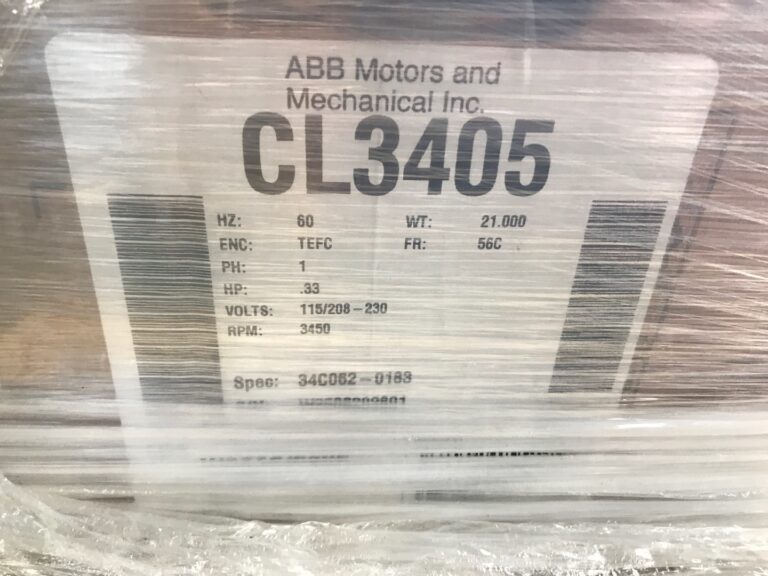 ABB Motors and
Mechanical Inc.
CL3405
HZ: 60 WT: 21.000
ENC: TEFC FR: 56C
PH: 1
HP: .33
VOLTS: 115/208-230
RPM: 3450
Spec: 34C062-0183